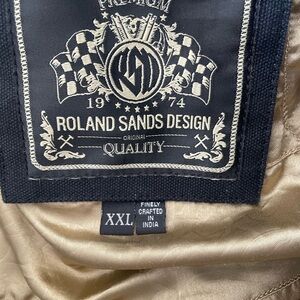 PREMIUM
RSD
19 74
ROLAND SANDS DESIGN
ORIGINAL
QUALITY
XXL
FINELY
CRAFTED
IN
INDIA